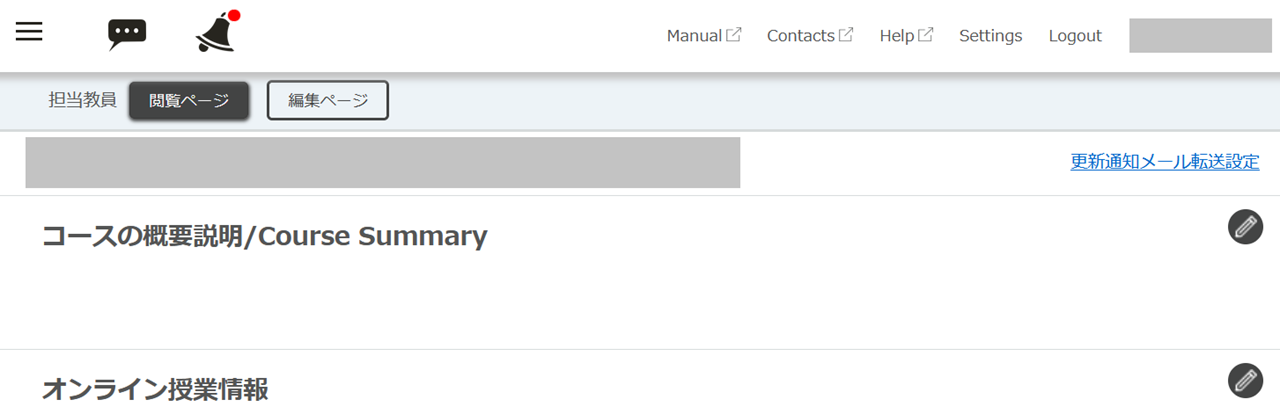 Manual Contacts Help Settings Logout
担当教員 閲覧ページ 編集ページ
更新通知メール転送設定
コースの概要説明/Course Summary
オンライン授業情報